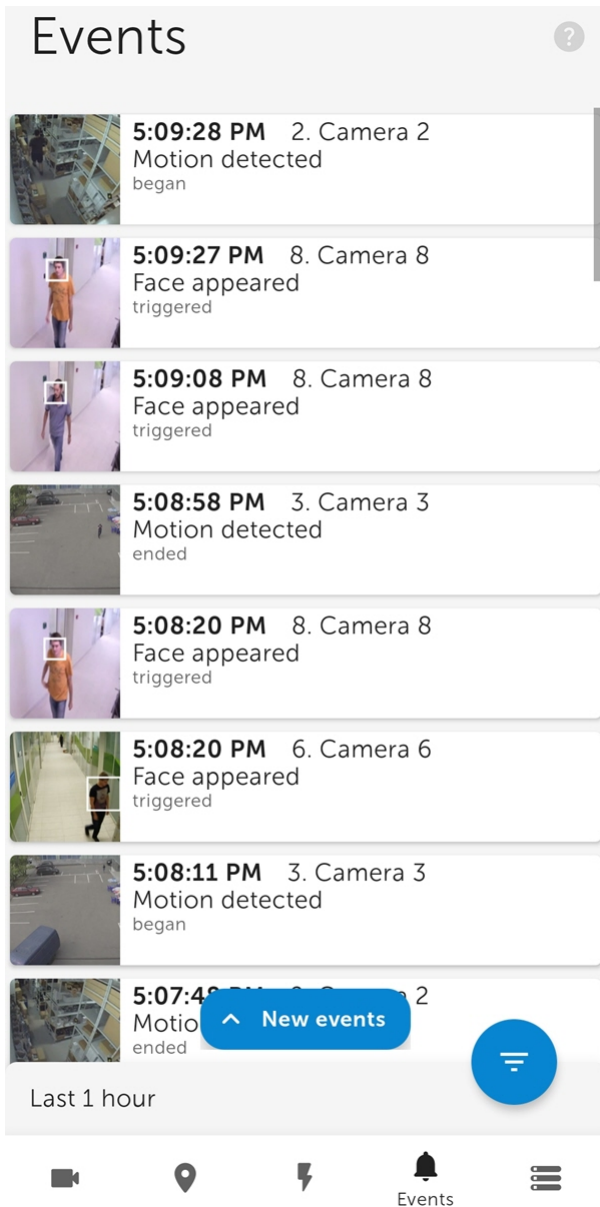 Events
?
5:09:28 PM 2. Camera 2
Motion detected
began
5:09:27 PM 8. Camera 8
Face appeared
triggered
5:09:08 PM 8. Camera 8
Face appeared
triggered
5:08:58 PM 3. Camera 3
Motion detected
ended
5:08:20 PM 8. Camera 8
Face appeared
triggered
5:08:20 PM 6. Camera 6
Face appeared
triggered
5:08:11 PM 3. Camera 3
Motion detected
began
2
New events
ended
Last 1 hour
Events